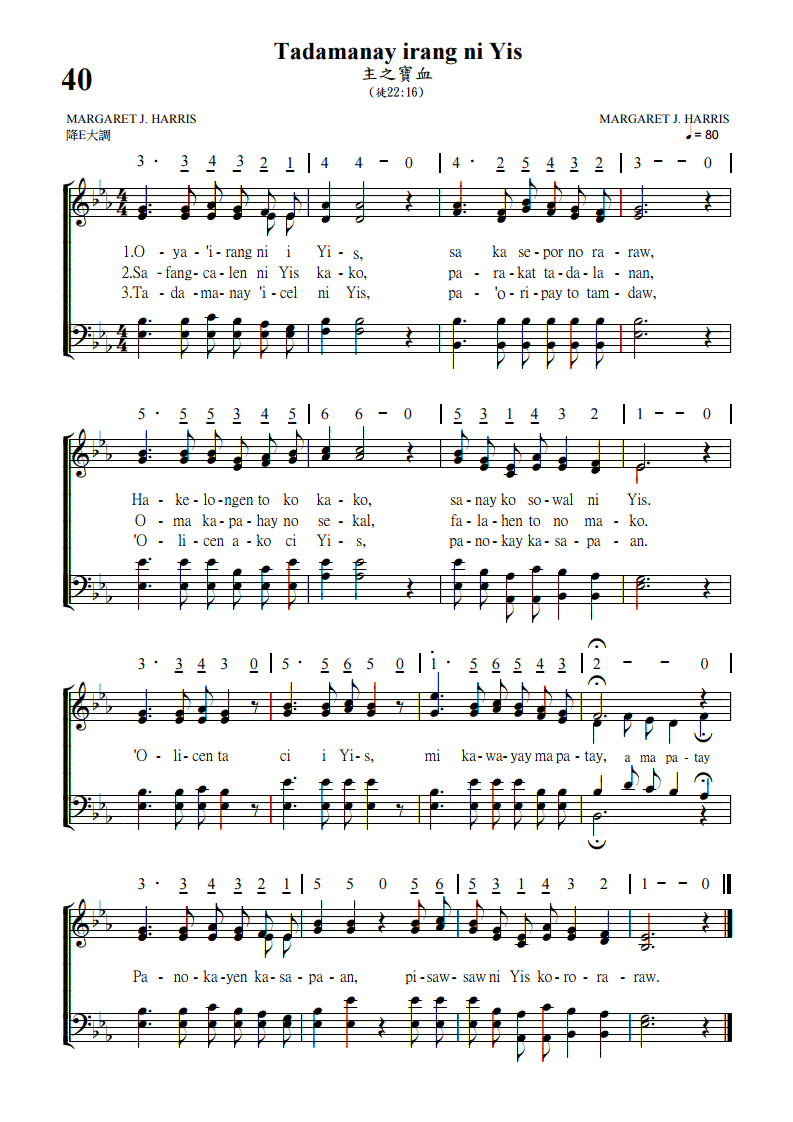 Tadamanay irang ni Yis
40
主之寶血
(徒22:16)
MARGARET J. HARRIS MARGARET J. HARRIS
降E大調 = 80
3 · 3 4 3 2 1 | 4 4 – 0 | 4 · 2 5 4 3 2 | 3 – – 0 |
1.O - ya - 'i - rang ni i Yi - s, sa ka se - por no ra - raw,
2.Sa - fang - ca - len ni Yis ka - ko, pa - ra - kat ta - da - la - nan,
3.Ta - da - ma - nay 'i - cel ni Yis, pa - 'o - ri - pay to tam - daw,
5 · 5 5 3 4 5 | 6 6 – 0 | 5 3 1 4 3 2 | 1 – – 0 |
Ha - ke - lo - ngen to ko ka - ko, sa - nay ko so - wal ni Yis.
O - ma ka - pa - hay no se - kal, fa - la - hen to no ma - ko.
'O - li - cen a - ko ci Yi - s, pa - no - kay ka - sa - pa - an.
3 · 3 4 3 0 | 5 · 5 6 5 0 | 1 · 6 5 6 5 4 3 | 2 – – 0 |
'O - li - cen ta ci i Yi - s, mi ka - wa - yay ma pa - tay, a ma pa - tay
3 · 3 4 3 2 1 | 5 5 0 5 6 | 5 3 1 4 3 2 | 1 – – 0 ||
Pa - no - ka - yen ka - sa - pa - an, pi - saw - saw ni Yis ko - ro - ra - raw.